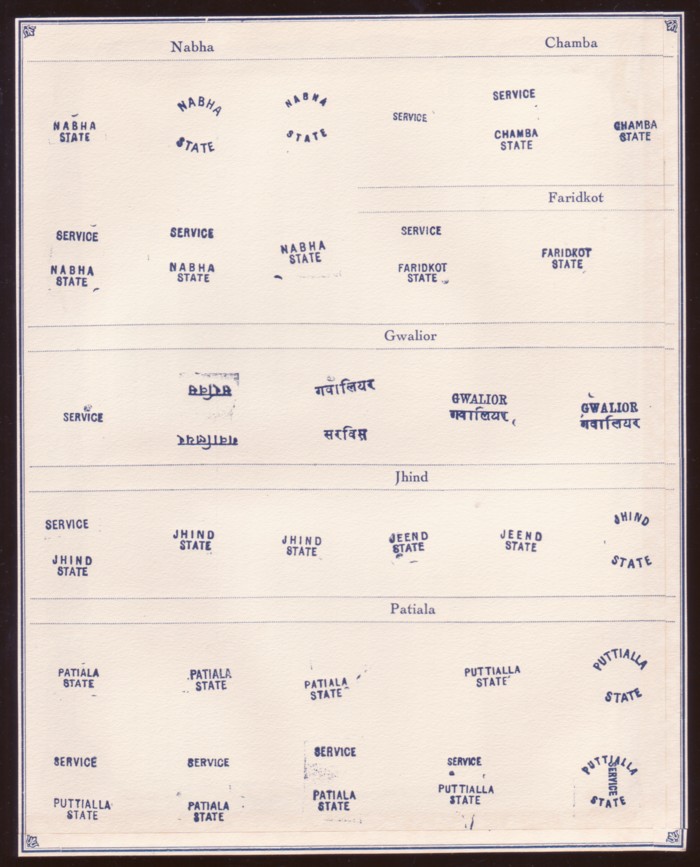 Nabha
NABHA
STATE
NABHA
STATE
NABHA
STATE
SERVICE
NABHA
STATE
SERVICE
NABHA
STATE
NABHA
STATE
Chamba
SERVICE
SERVICE
CHAMBA
STATE
CHAMBA
STATE
Faridkot
SERVICE
FARIDKOT
STATE
FARIDKOT
STATE
Gwalior
SERVICE
सरविस
गवालियर
गवालियर
सरविस
GWALIOR
गवालियर
GWALIOR
गवालियर
Jhind
SERVICE
JHIND
STATE
JHIND
STATE
JHIND
STATE
JEEND
STATE
JEEND
STATE
JHIND
STATE
Patiala
PATIALA
STATE
PATIALA
STATE
PATIALA
STATE
PUTTIALLA
STATE
PUTTIALLA
STATE
SERVICE
PUTTIALLA
STATE
SERVICE
PATIALA
STATE
SERVICE
PATIALA
STATE
SERVICE
PUTTIALLA
STATE
PUTTIALLA
SERVICE
STATE